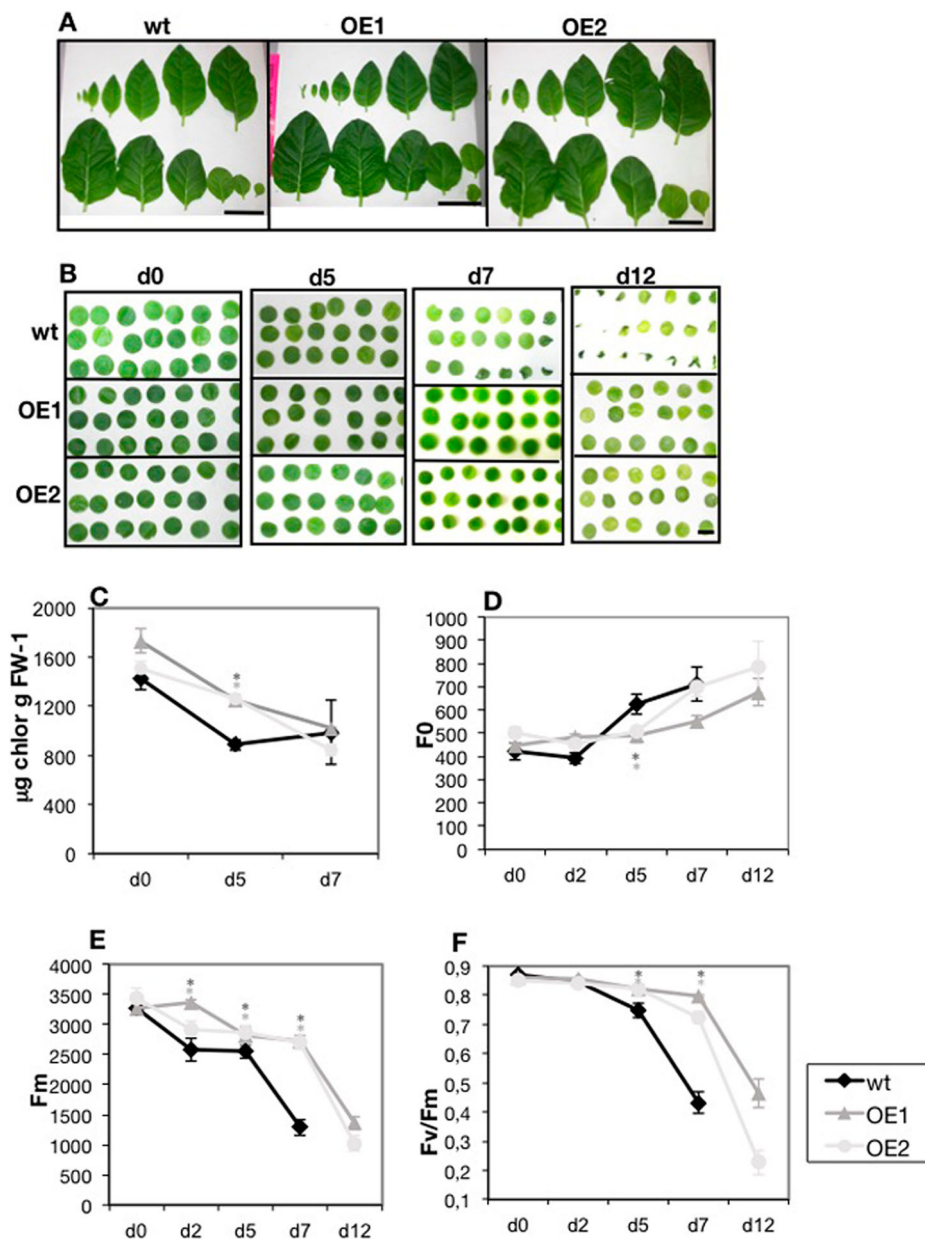 A
wt OE1 OE2
B
d0 d5 d7 d12
wt
OE1
OE2
C
µg chlor g FW-1
2000
1600
1200
800
400
0
*
*
d0 d5 d7
D
F0
1000
900
800
700
600
500
400
300
200
100
0
*
*
d0 d2 d5 d7 d12
E
Fm
4000
3500
3000
2500
2000
1500
1000
500
0
* * *
* * *
d0 d2 d5 d7 d12
F
Fv/Fm
0,9
0,8
0,7
0,6
0,5
0,4
0,3
0,2
0,1
* *
* *
d0 d2 d5 d7 d12
wt
OE1
OE2